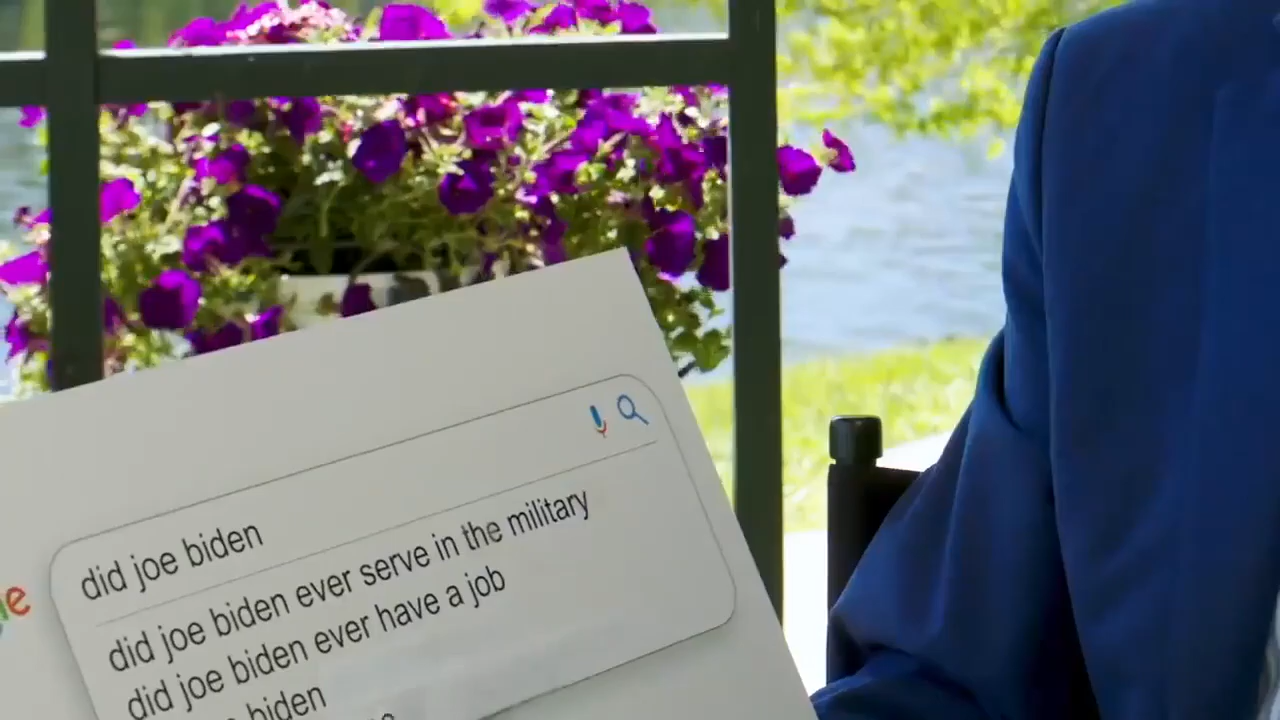 did joe biden
did joe biden ever serve in the military
did joe biden ever have a job
biden